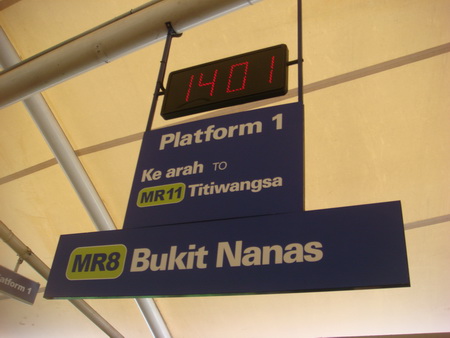 1401
Platform 1
Ke arah TO
MR11 Titiwangsa
MR8 Bukit Nanas
Platform 1